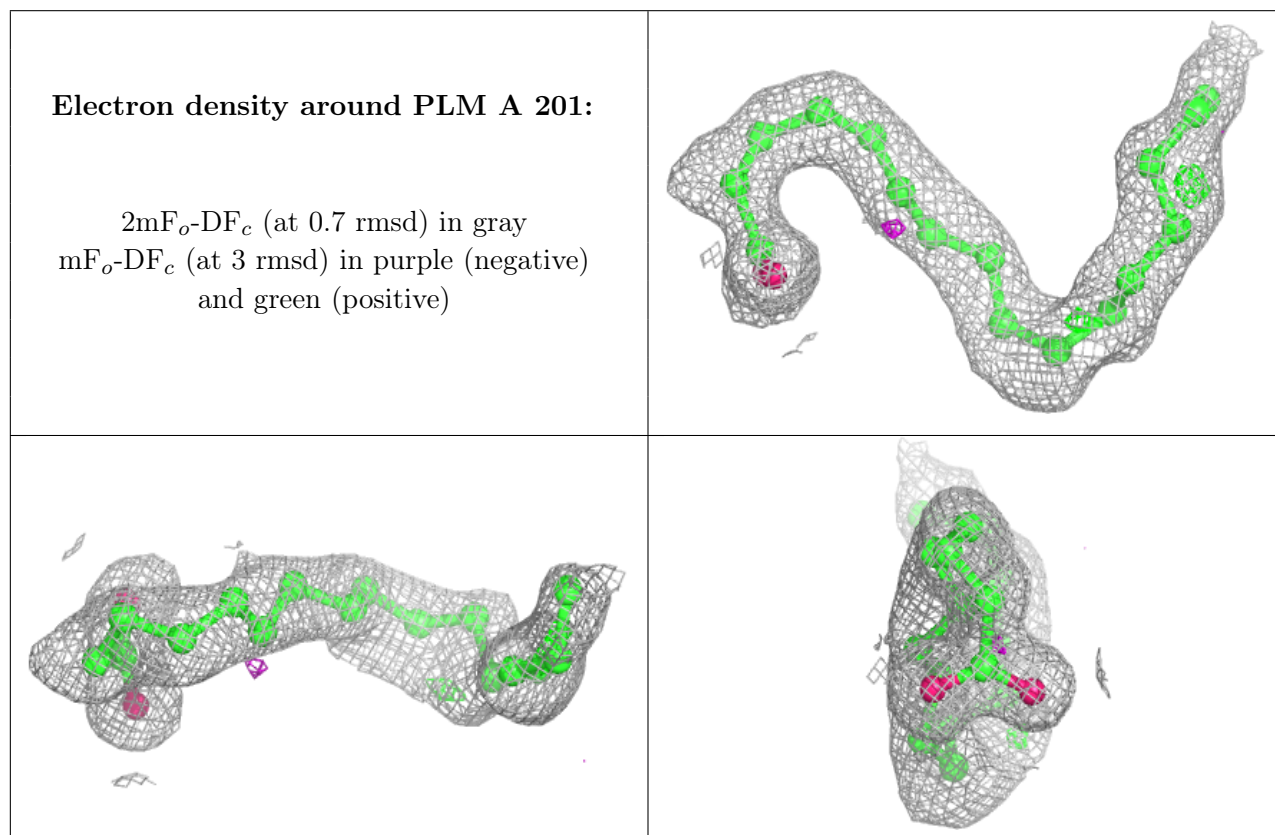 Electron density around PLM A 201:
2mFo-DFc (at 0.7 rmsd) in gray
mFo-DFc (at 3 rmsd) in purple (negative)
and green (positive)